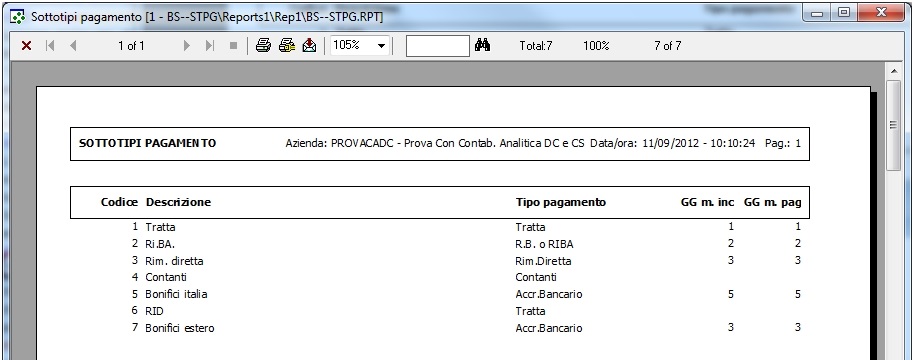 Sottotipi pagamento [1 - BS--STPG\Reports1\Rep1\BS--STPG.RPT]
1 of 1 105% Total:7 100% 7 of 7
SOTTOTIPI PAGAMENTO Azienda: PROVACADC - Prova Con Contab. Analitica DC e CS Data/ora: 11/09/2012 - 10:10:24 Pag.: 1
Codice Descrizione Tipo pagamento GG m. inc GG m. pag
1 Tratta Tratta 1 1
2 Ri.BA. R.B. o RIBA 2 2
3 Rim. diretta Rim.Diretta 3 3
4 Contanti Contanti
5 Bonifici italia Accr.Bancario 5 5
6 RID Tratta
7 Bonifici estero Accr.Bancario 3 3